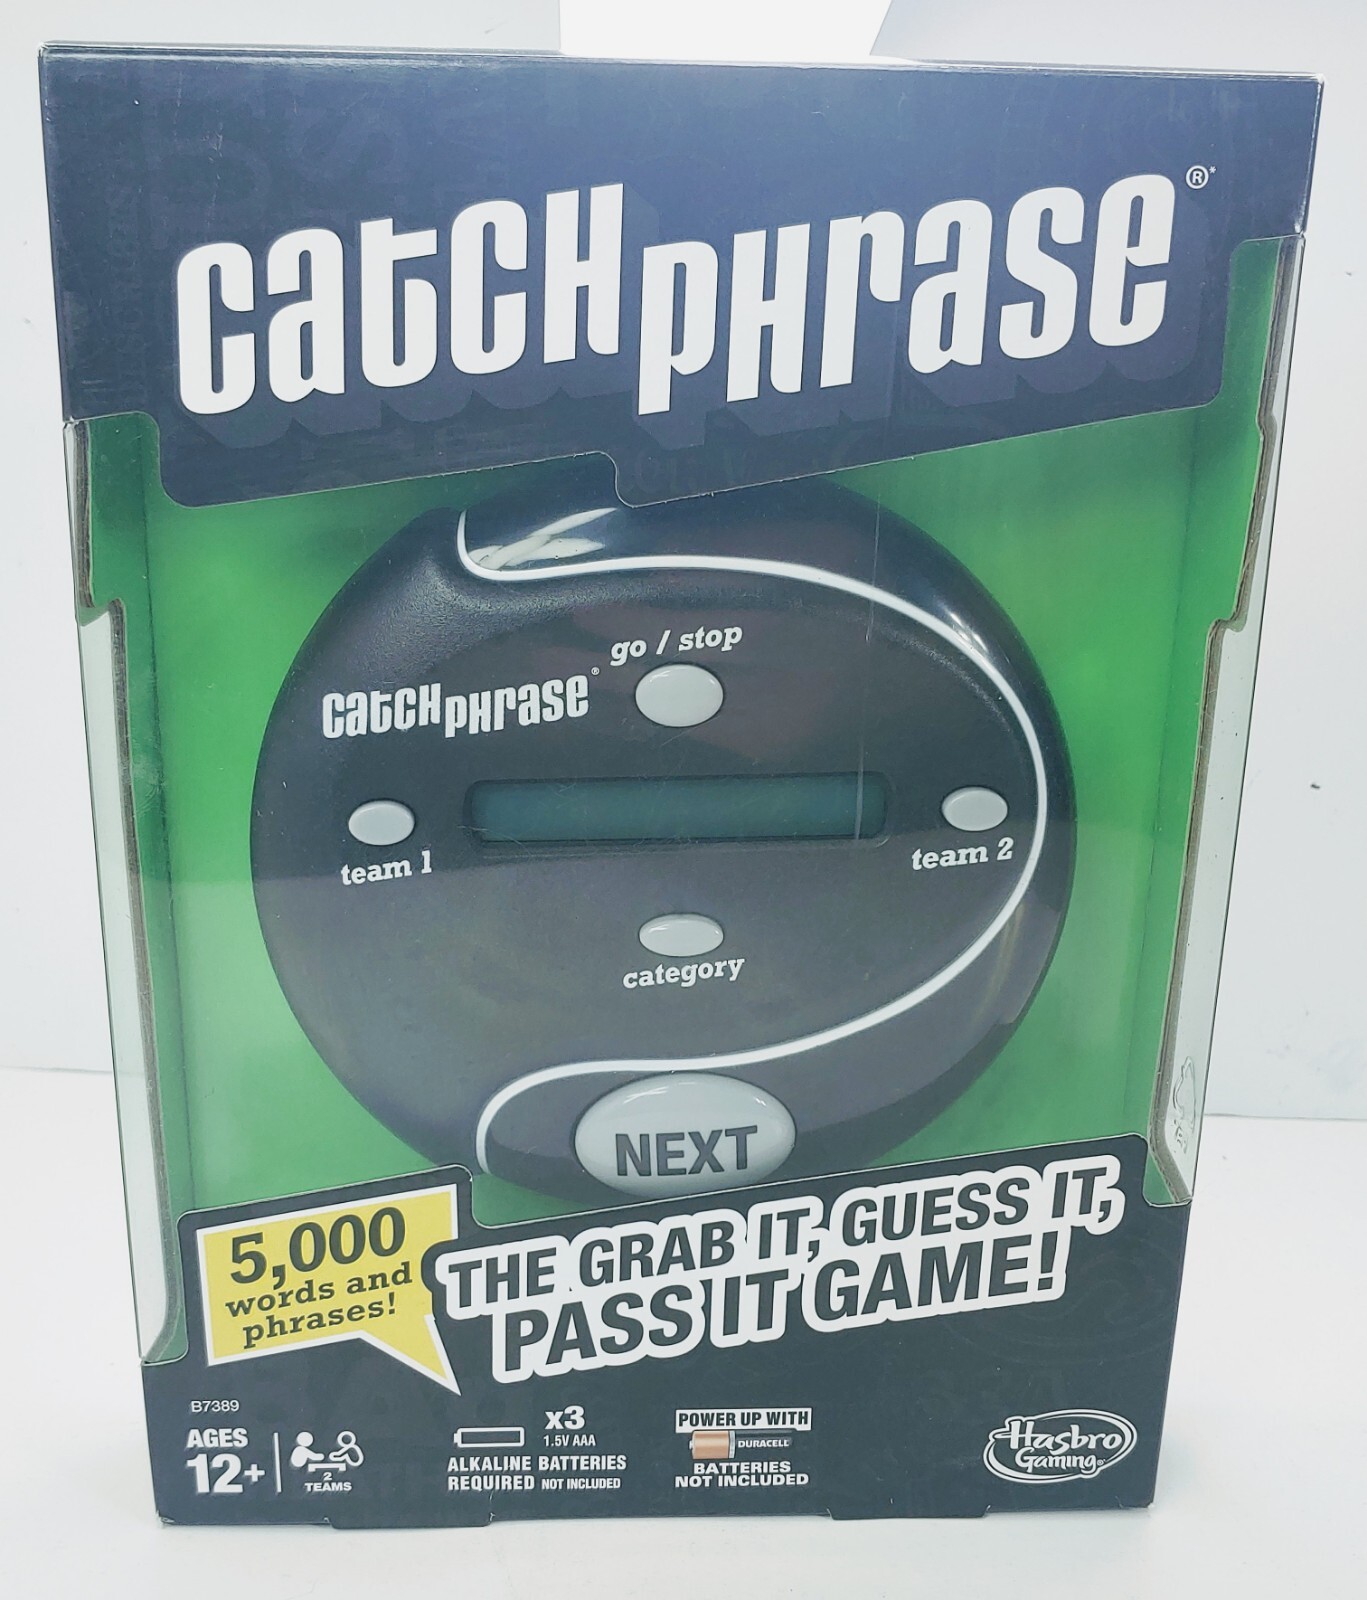 CatCHpHrase®*
go / stop
CatCHpHrase®
team 1
team 2
category
NEXT
5,000
words and
phrases!
THE GRAB IT, GUESS IT,
PASS IT GAME!
B7389
AGES
12+
2
TEAMS
x3
1.5V AAA
ALKALINE BATTERIES
REQUIRED NOT INCLUDED
POWER UP WITH
DURACELL
BATTERIES
NOT INCLUDED
Hasbro
Gaming®